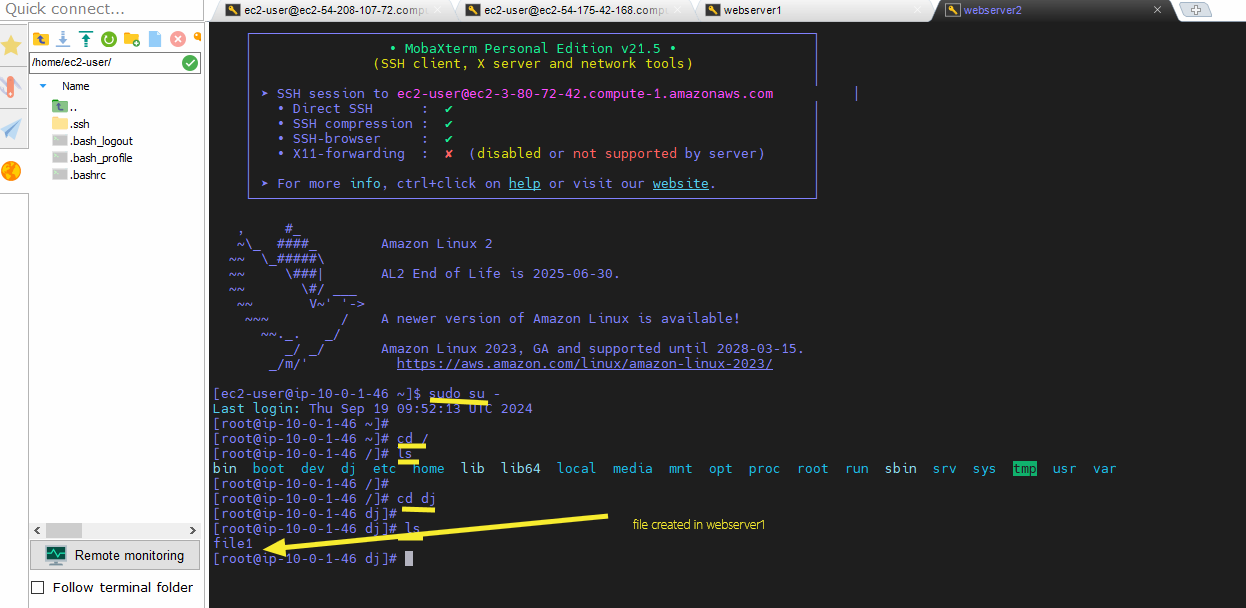 Quick connect...
ec2-user@ec2-54-208-107-72.comp
ec2-user@ec2-54-175-42-168.comp
webserver1
webserver2
/home/ec2-user/
Name
..
.ssh
.bash_logout
.bash_profile
.bashrc
Remote monitoring
Follow terminal folder
• MobaXterm Personal Edition v21.5 •
(SSH client, X server and network tools)
➤ SSH session to ec2-user@ec2-3-80-72-42.compute-1.amazonaws.com
• Direct SSH : ✔
• SSH compression : ✔
• SSH-browser : ✔
• X11-forwarding : ✘ (disabled or not supported by server)
➤ For more info, ctrl+click on help or visit our website.
, #_
~\_ ####_ Amazon Linux 2
~~ \_#####\
~~ \###| AL2 End of Life is 2025-06-30.
~~ \#/ ___
~~ V~' '->
~~~ / A newer version of Amazon Linux is available!
~~._. _/
_/ _/ Amazon Linux 2023, GA and supported until 2028-03-15.
_/m/' https://aws.amazon.com/linux/amazon-linux-2023/
[ec2-user@ip-10-0-1-46 ~]$ sudo su -
Last login: Thu Sep 19 09:52:13 UTC 2024
[root@ip-10-0-1-46 ~]#
[root@ip-10-0-1-46 ~]# cd /
[root@ip-10-0-1-46 /]# ls
bin boot dev dj etc home lib lib64 local media mnt opt proc root run sbin srv sys tmp usr var
[root@ip-10-0-1-46 /]#
[root@ip-10-0-1-46 /]# cd dj
[root@ip-10-0-1-46 dj]#
[root@ip-10-0-1-46 dj]# ls
file1
[root@ip-10-0-1-46 dj]#
file created in webserver1